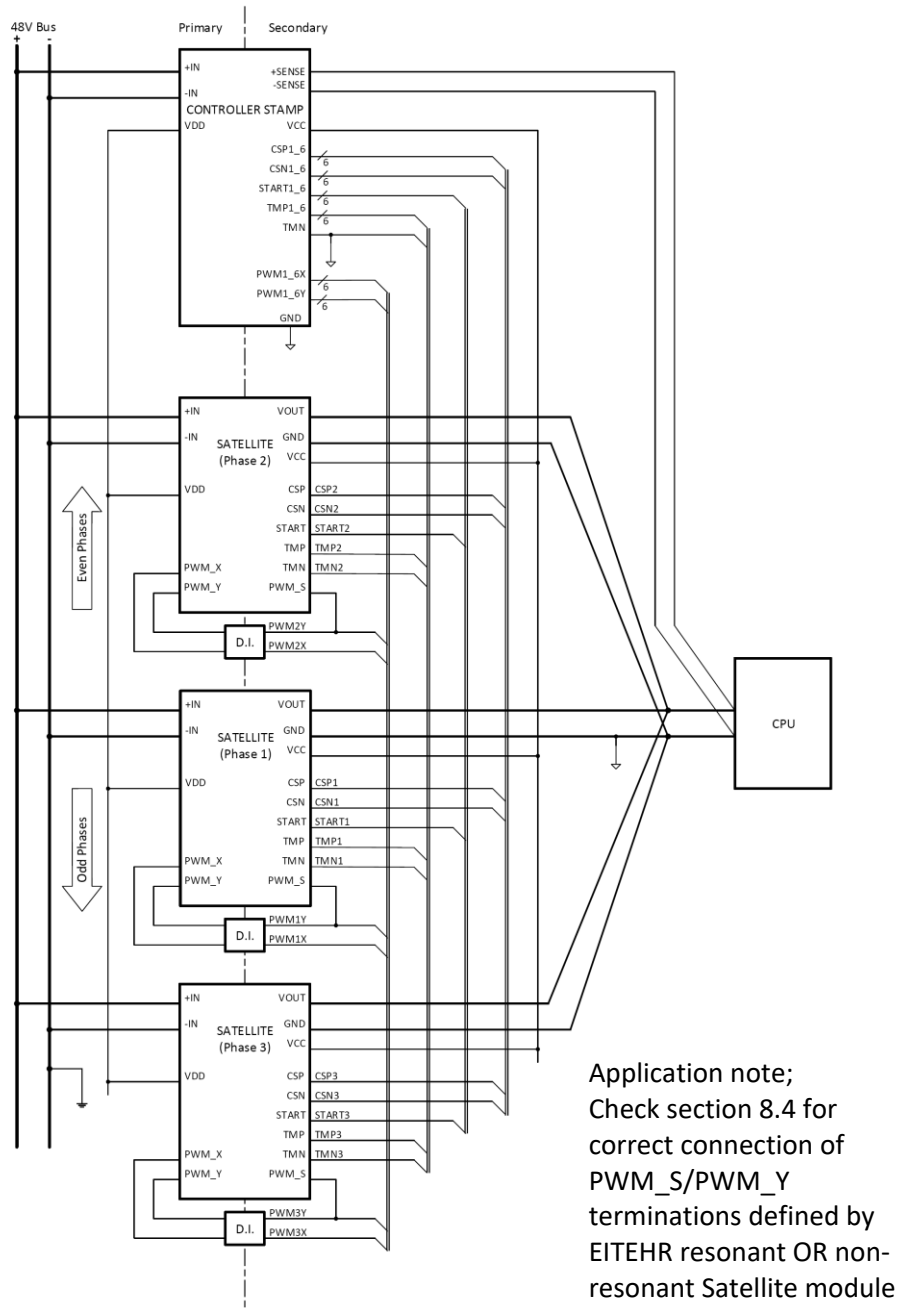 48V Bus
+ -
Primary Secondary
+IN
-IN
CONTROLLER STAMP
VDD
+SENSE
-SENSE
VCC
CSP1_6
6
CSN1_6
6
START1_6
6
TMP1_6
6
TMN
PWM1_6X
6
PWM1_6Y
6
GND
+IN
-IN
SATELLITE
(Phase 2)
VDD
PWM_X
PWM_Y
VOUT
GND
VCC
CSP CSP2
CSN CSN2
START START2
TMP TMP2
TMN TMN2
PWM_S
D.I.
PWM2Y
PWM2X
Even Phases
+IN
-IN
SATELLITE
(Phase 1)
VDD
PWM_X
PWM_Y
VOUT
GND
VCC
CSP CSP1
CSN CSN1
START START1
TMP TMP1
TMN TMN1
PWM_S
D.I.
PWM1Y
PWM1X
Odd Phases
CPU
+IN
-IN
SATELLITE
(Phase 3)
VDD
PWM_X
PWM_Y
VOUT
GND
VCC
CSP CSP3
CSN CSN3
START START3
TMP TMP3
TMN TMN3
PWM_S
D.I.
PWM3Y
PWM3X
Application note;
Check section 8.4 for
correct connection of
PWM_S/PWM_Y
terminations defined by
EITEHR resonant OR non-
resonant Satellite module